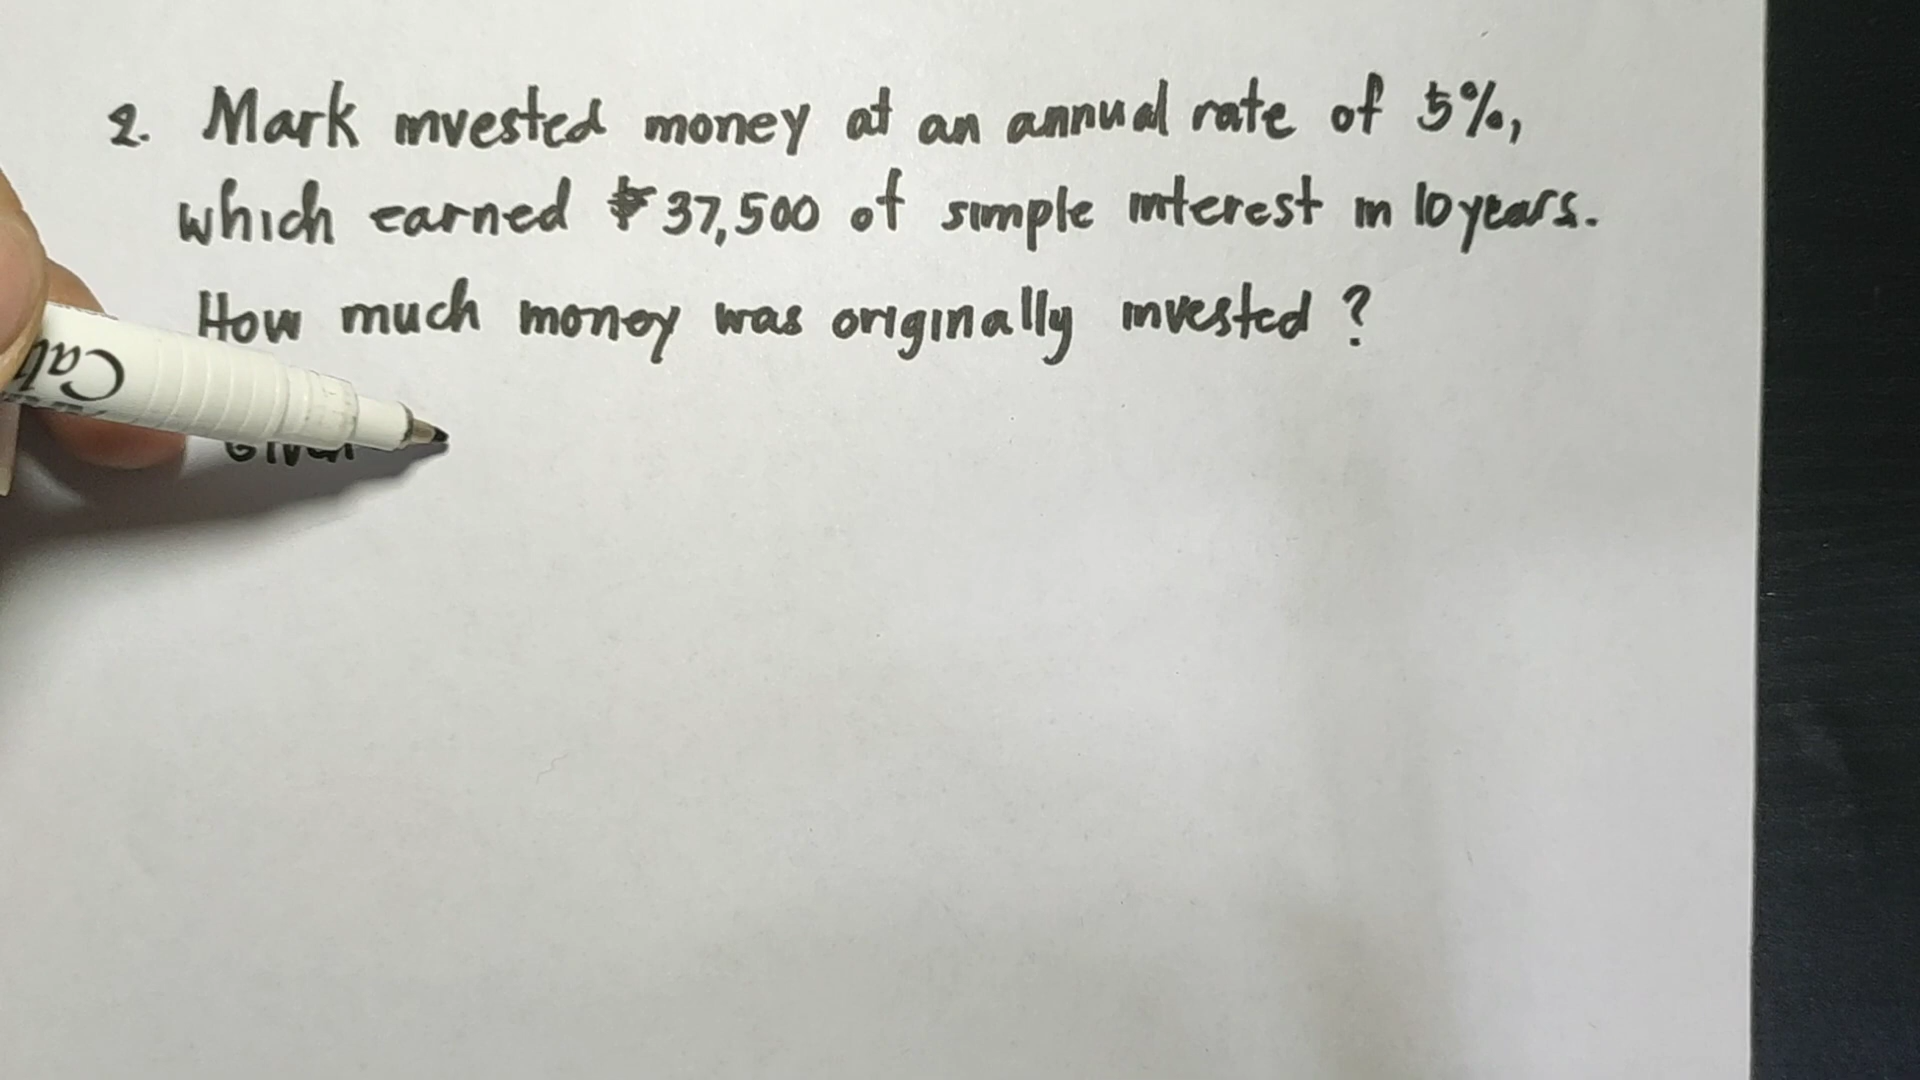 2. Mark invested money at an annual rate of 5%,
which earned ₱37,500 of simple interest in 10 years.
How much money was originally invested?
Given